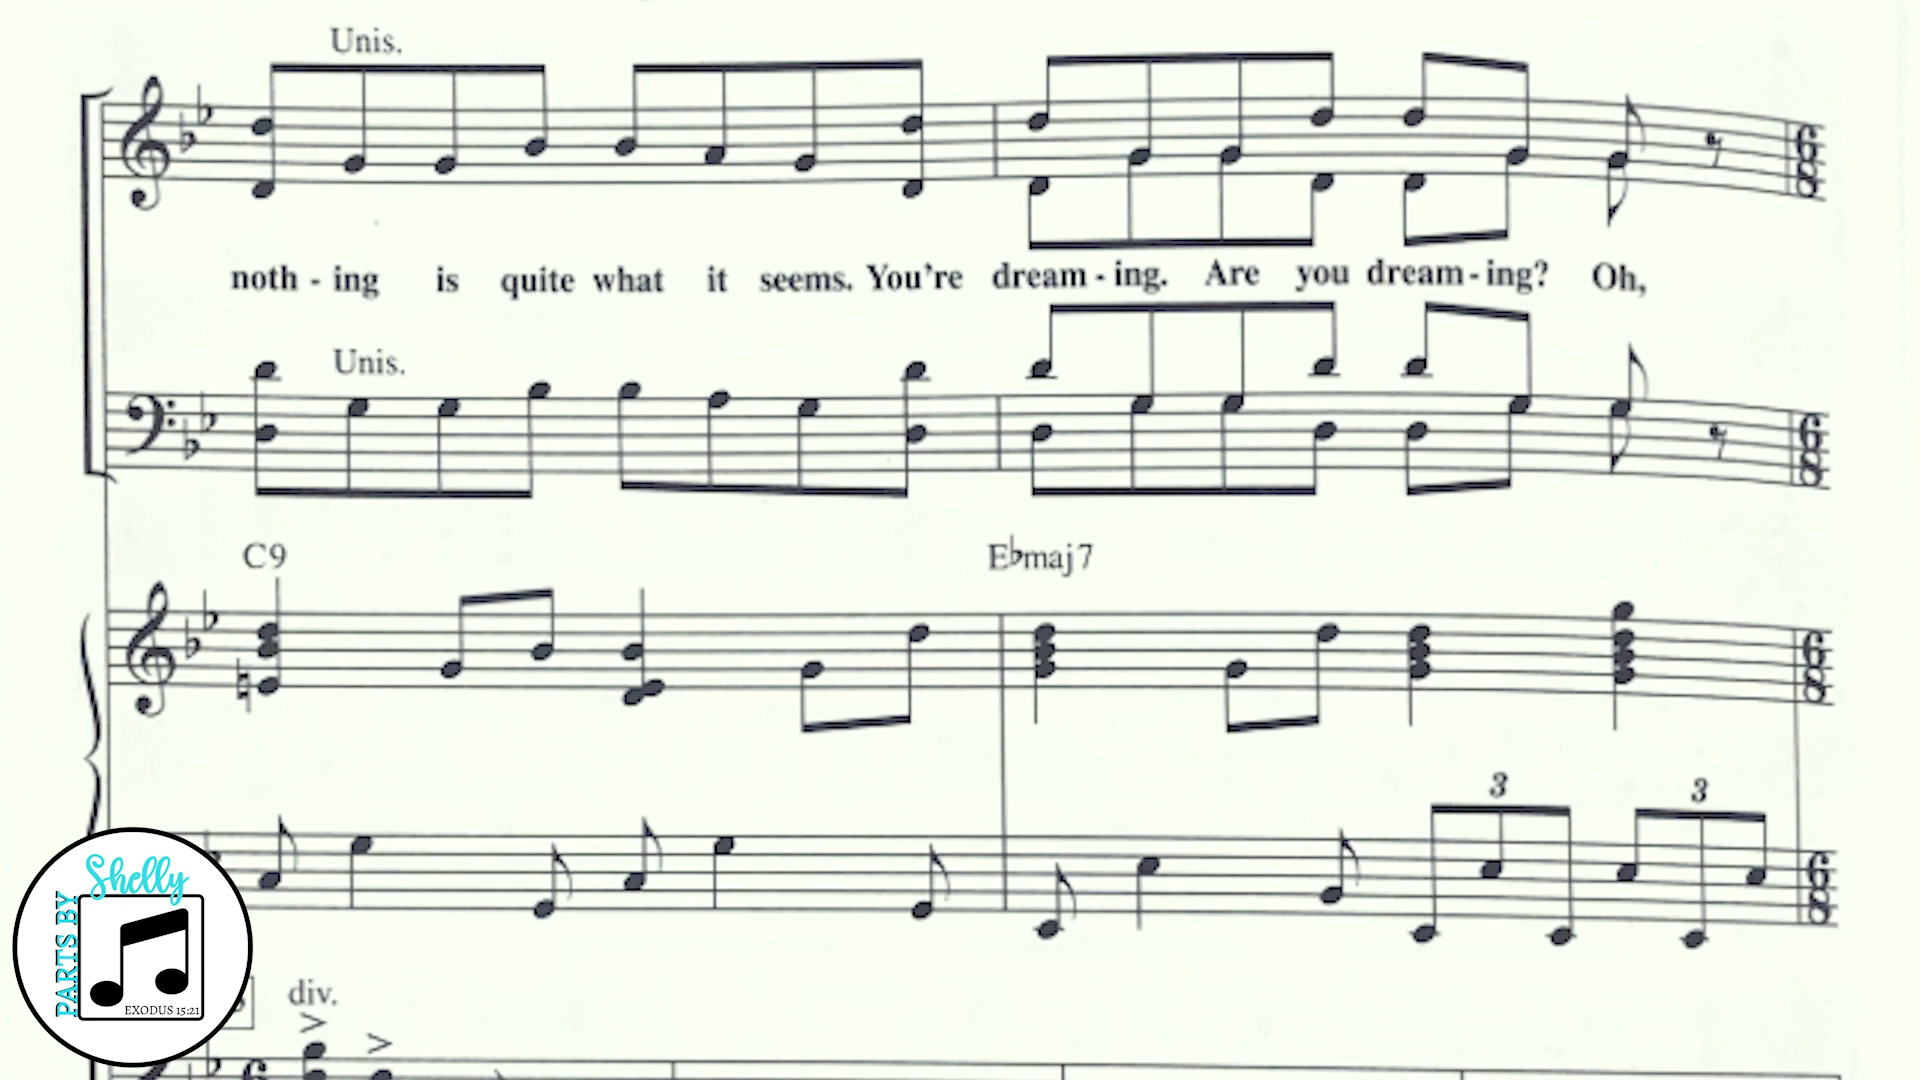 Unis.
noth - ing is quite what it seems. You're dream - ing. Are you dream - ing? Oh,
Unis.
C9
E♭maj7
3 3
div.
Shelly
PARTS BY
EXODUS 15:21